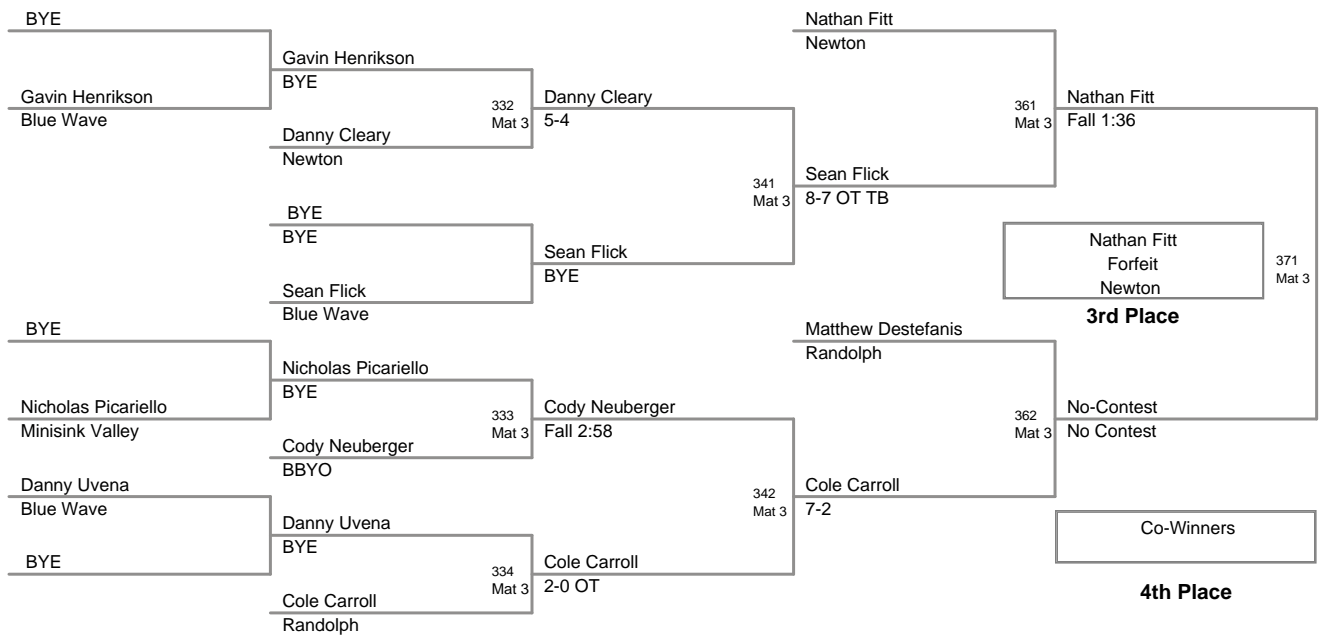 BYE
Gavin Henrikson
Blue Wave
Gavin Henrikson
BYE
Danny Cleary
Newton
332
Mat 3
Danny Cleary
5-4
BYE
BYE
Sean Flick
Blue Wave
Sean Flick
BYE
341
Mat 3
Nathan Fitt
Newton
Sean Flick
8-7 OT TB
361
Mat 3
Nathan Fitt
Fall 1:36
Nathan Fitt
Forfeit
Newton
3rd Place
371
Mat 3
BYE
Nicholas Picariello
Minisink Valley
Nicholas Picariello
BYE
Cody Neuberger
BBYO
333
Mat 3
Cody Neuberger
Fall 2:58
Danny Uvena
Blue Wave
BYE
Danny Uvena
BYE
Cole Carroll
Randolph
334
Mat 3
Cole Carroll
2-0 OT
342
Mat 3
Matthew Destefanis
Randolph
Cole Carroll
7-2
362
Mat 3
No-Contest
No Contest
Co-Winners
4th Place